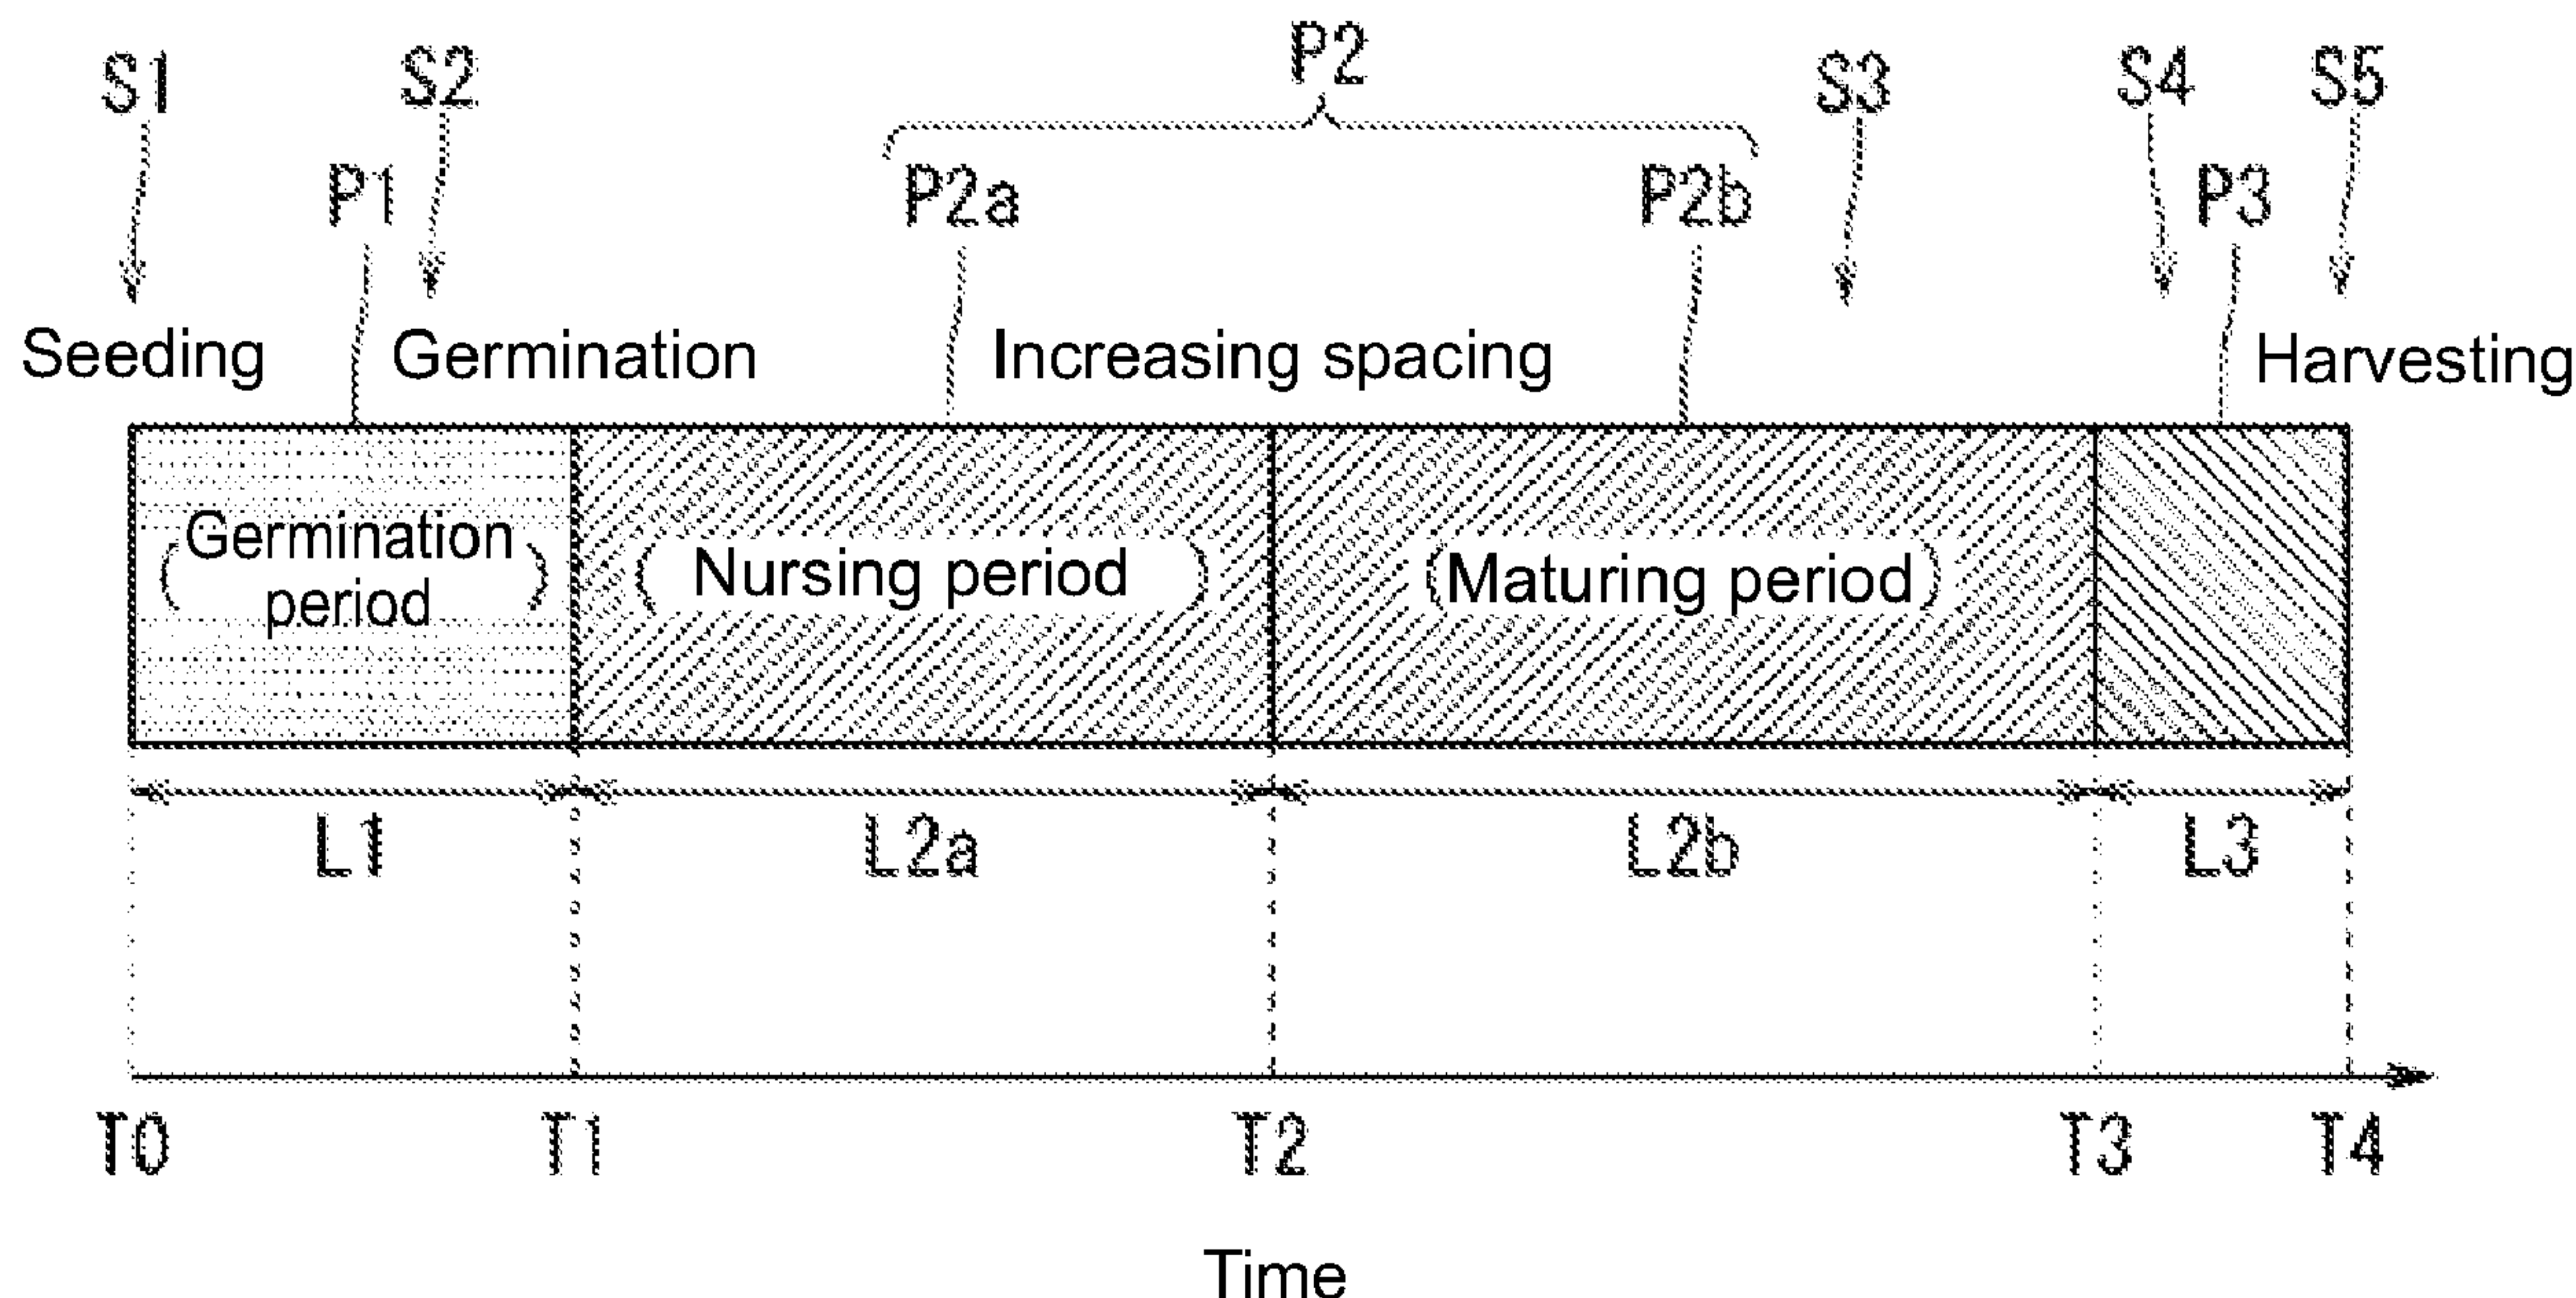 P2
S1 S2 S3 S4 S5
P1 P2a P2b P3
Seeding Germination Increasing spacing Harvesting
(Germination period)
(Nursing period)
(Maturing period)
L1 L2a L2b L3
T0 T1 T2 T3 T4
Time